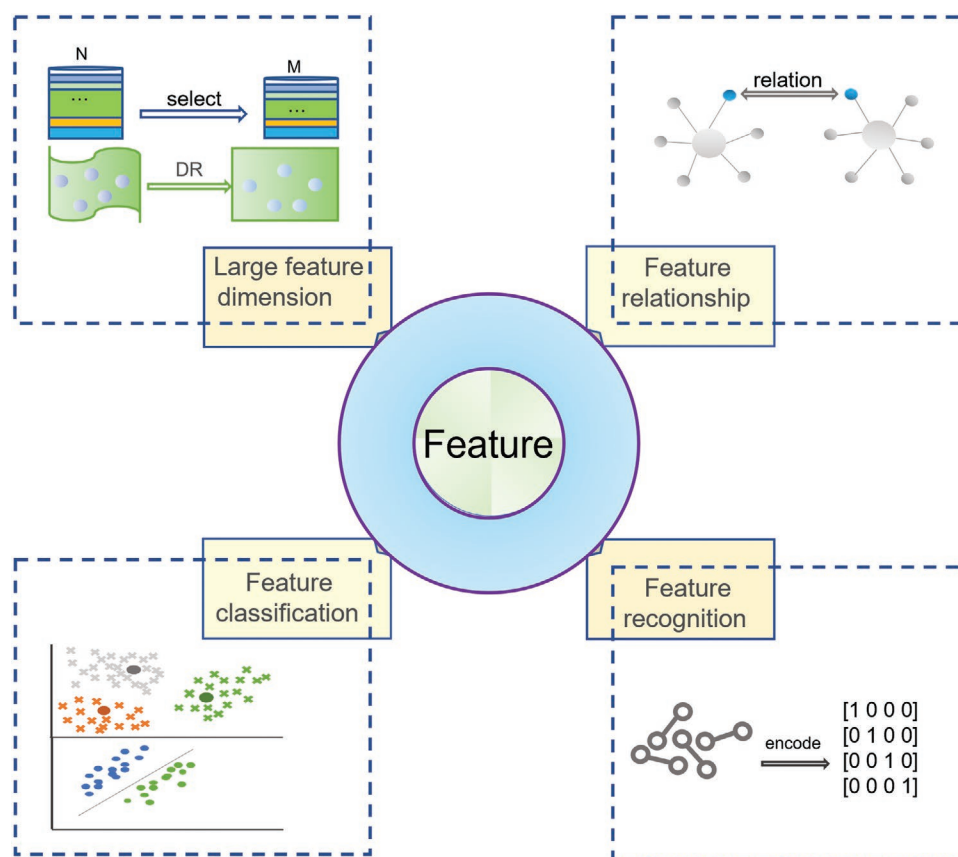 N
M
...
...
select
DR
Large feature
dimension
relation
Feature
relationship
Feature
Feature
classification
Feature
recognition
encode
[1 0 0 0]
[0 1 0 0]
[0 0 1 0]
[0 0 0 1]